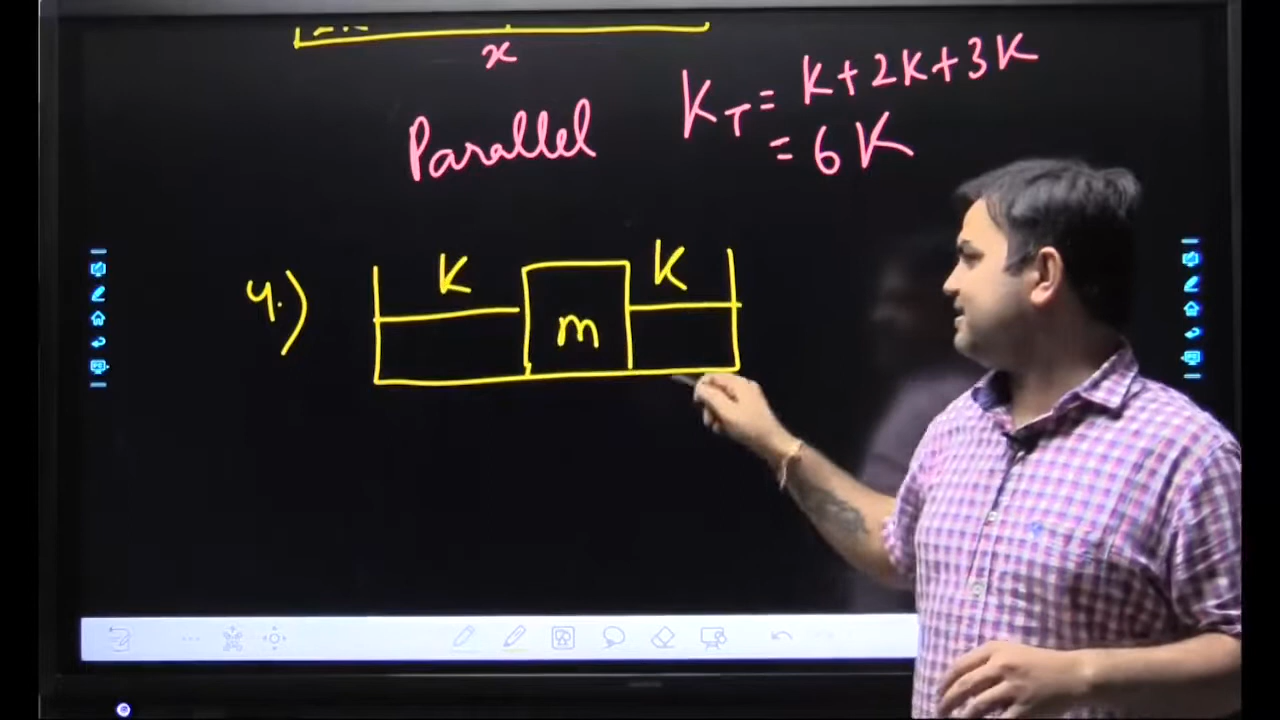 x
Parallel
K_T = K+2K+3K
= 6K
4.)
K
K
m